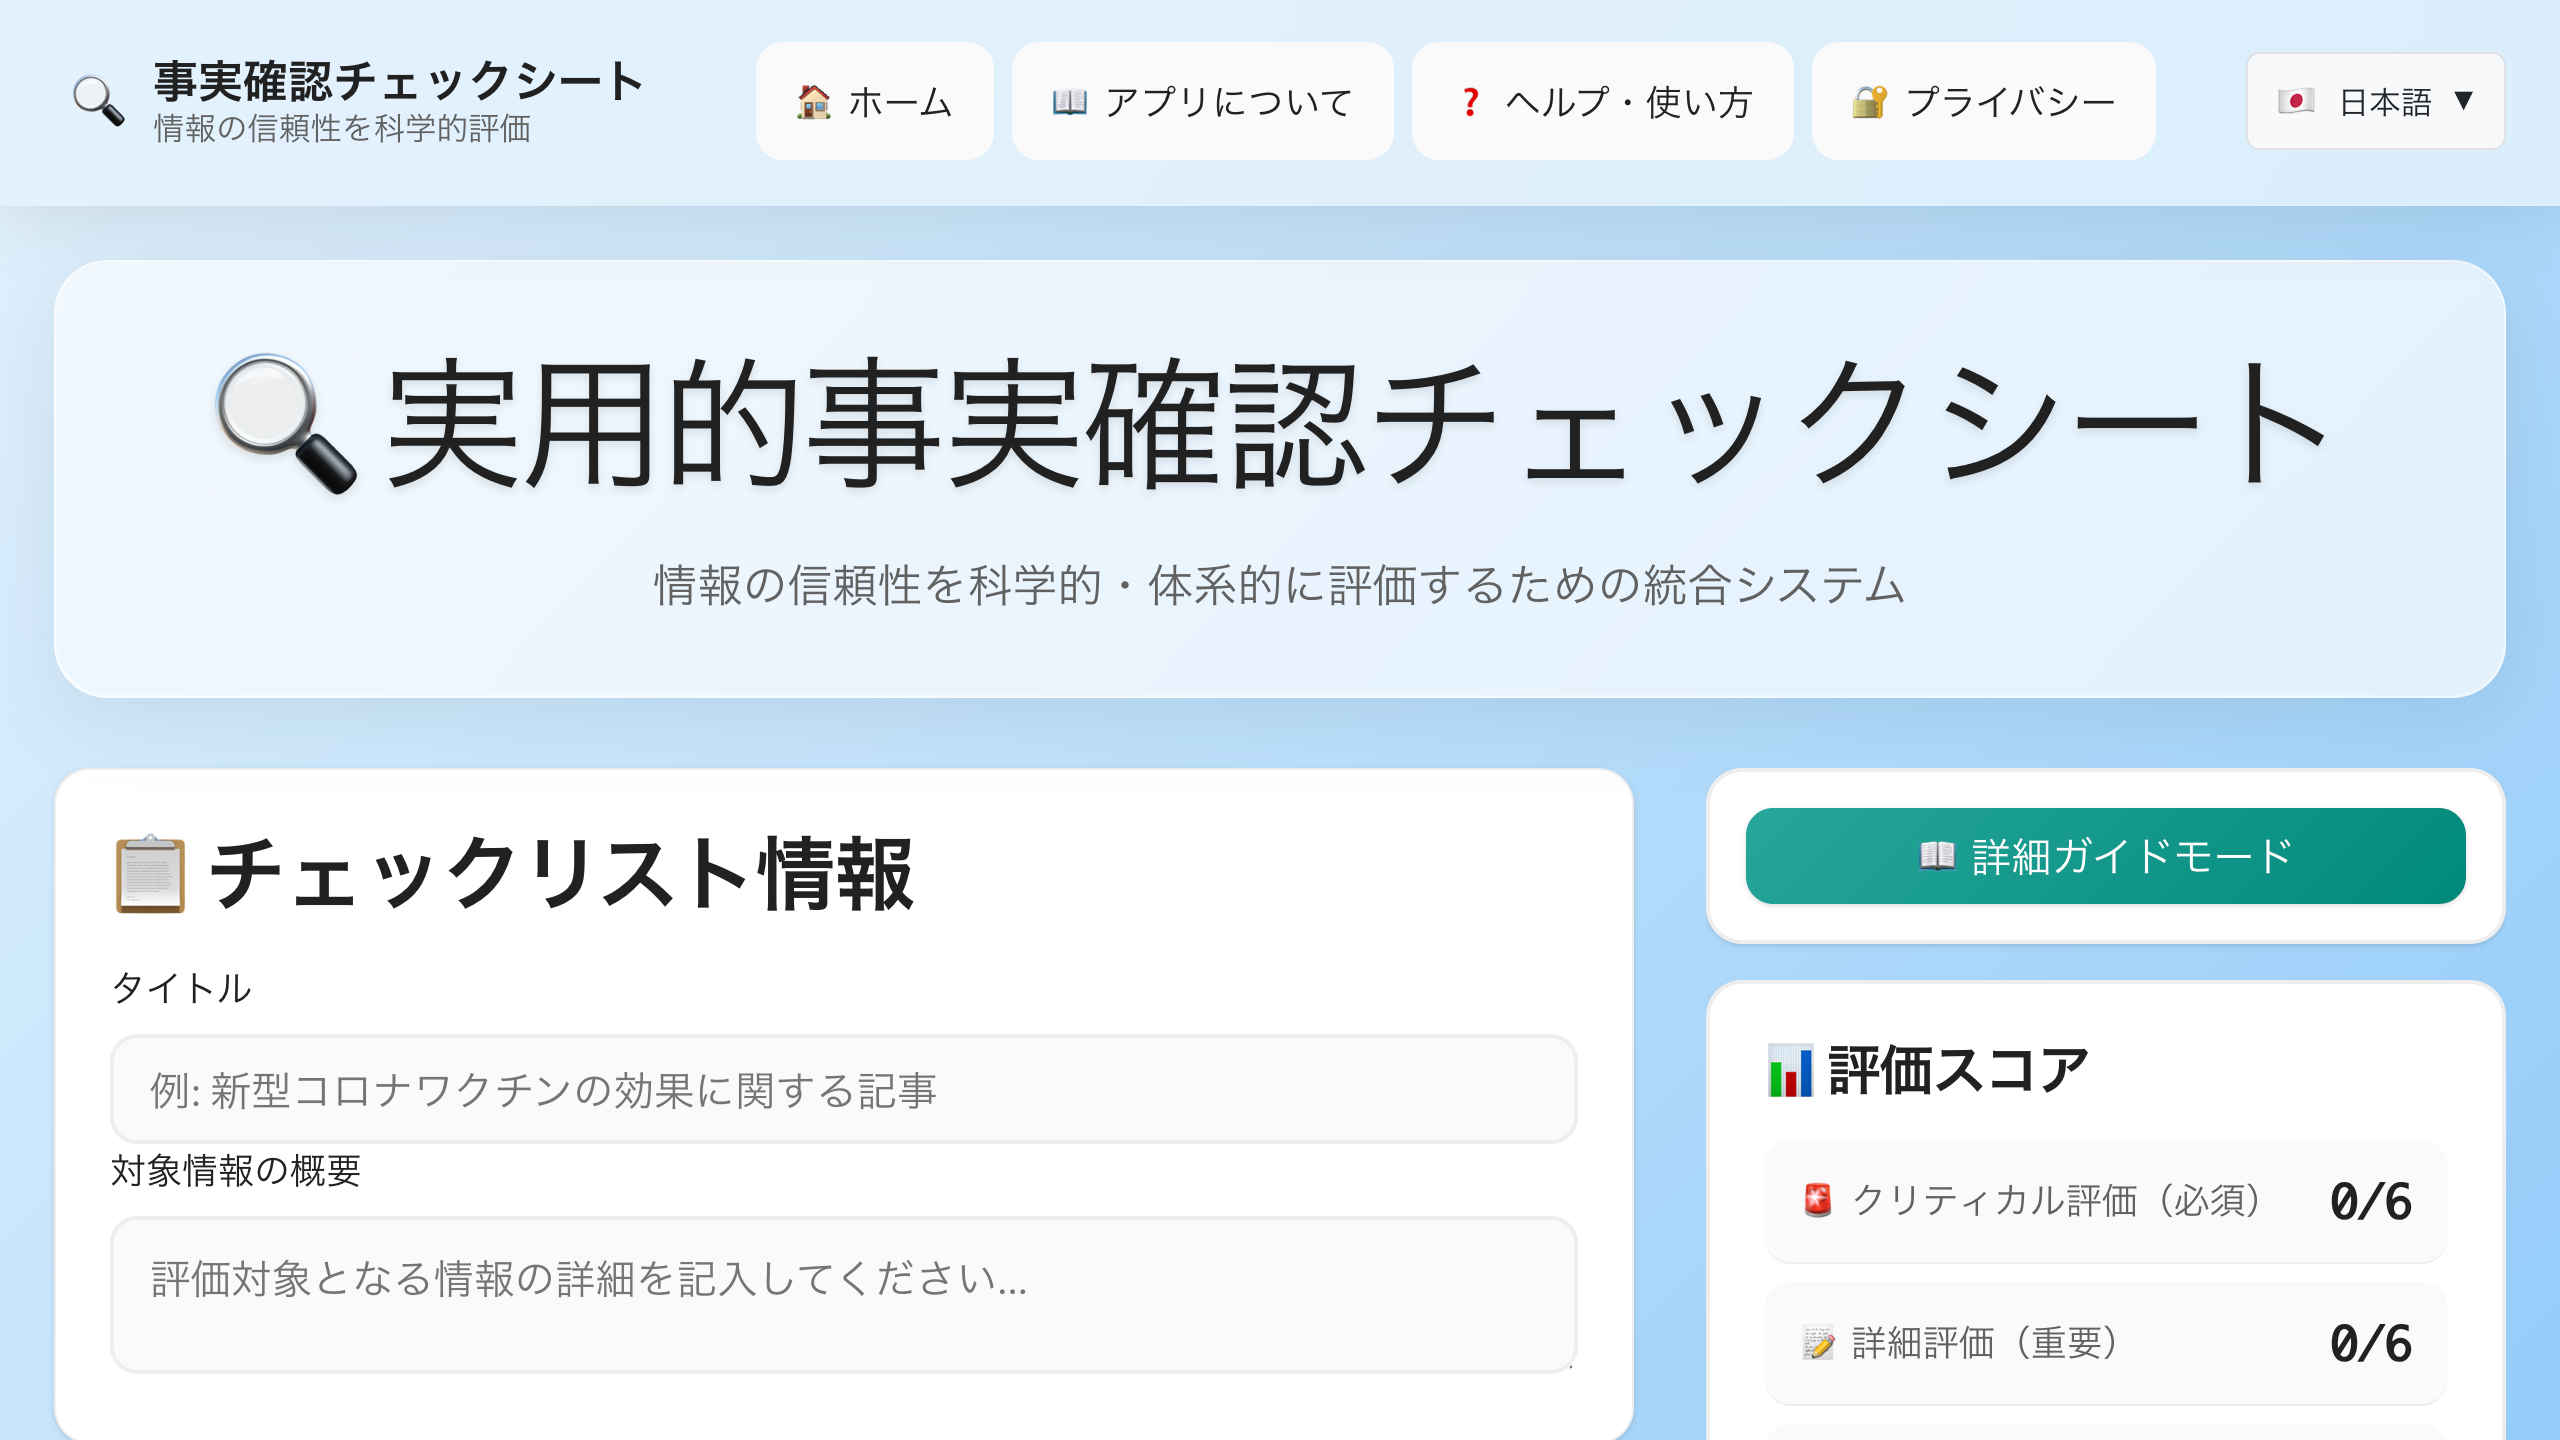 事実確認チェックシート
情報の信頼性を科学的評価
ホーム
アプリについて
ヘルプ・使い方
プライバシー
日本語 ▼
実用的事実確認チェックシート
情報の信頼性を科学的・体系的に評価するための統合システム
チェックリスト情報
タイトル
例: 新型コロナワクチンの効果に関する記事
対象情報の概要
評価対象となる情報の詳細を記入してください...
詳細ガイドモード
評価スコア
クリティカル評価（必須） 0/6
詳細評価（重要） 0/6